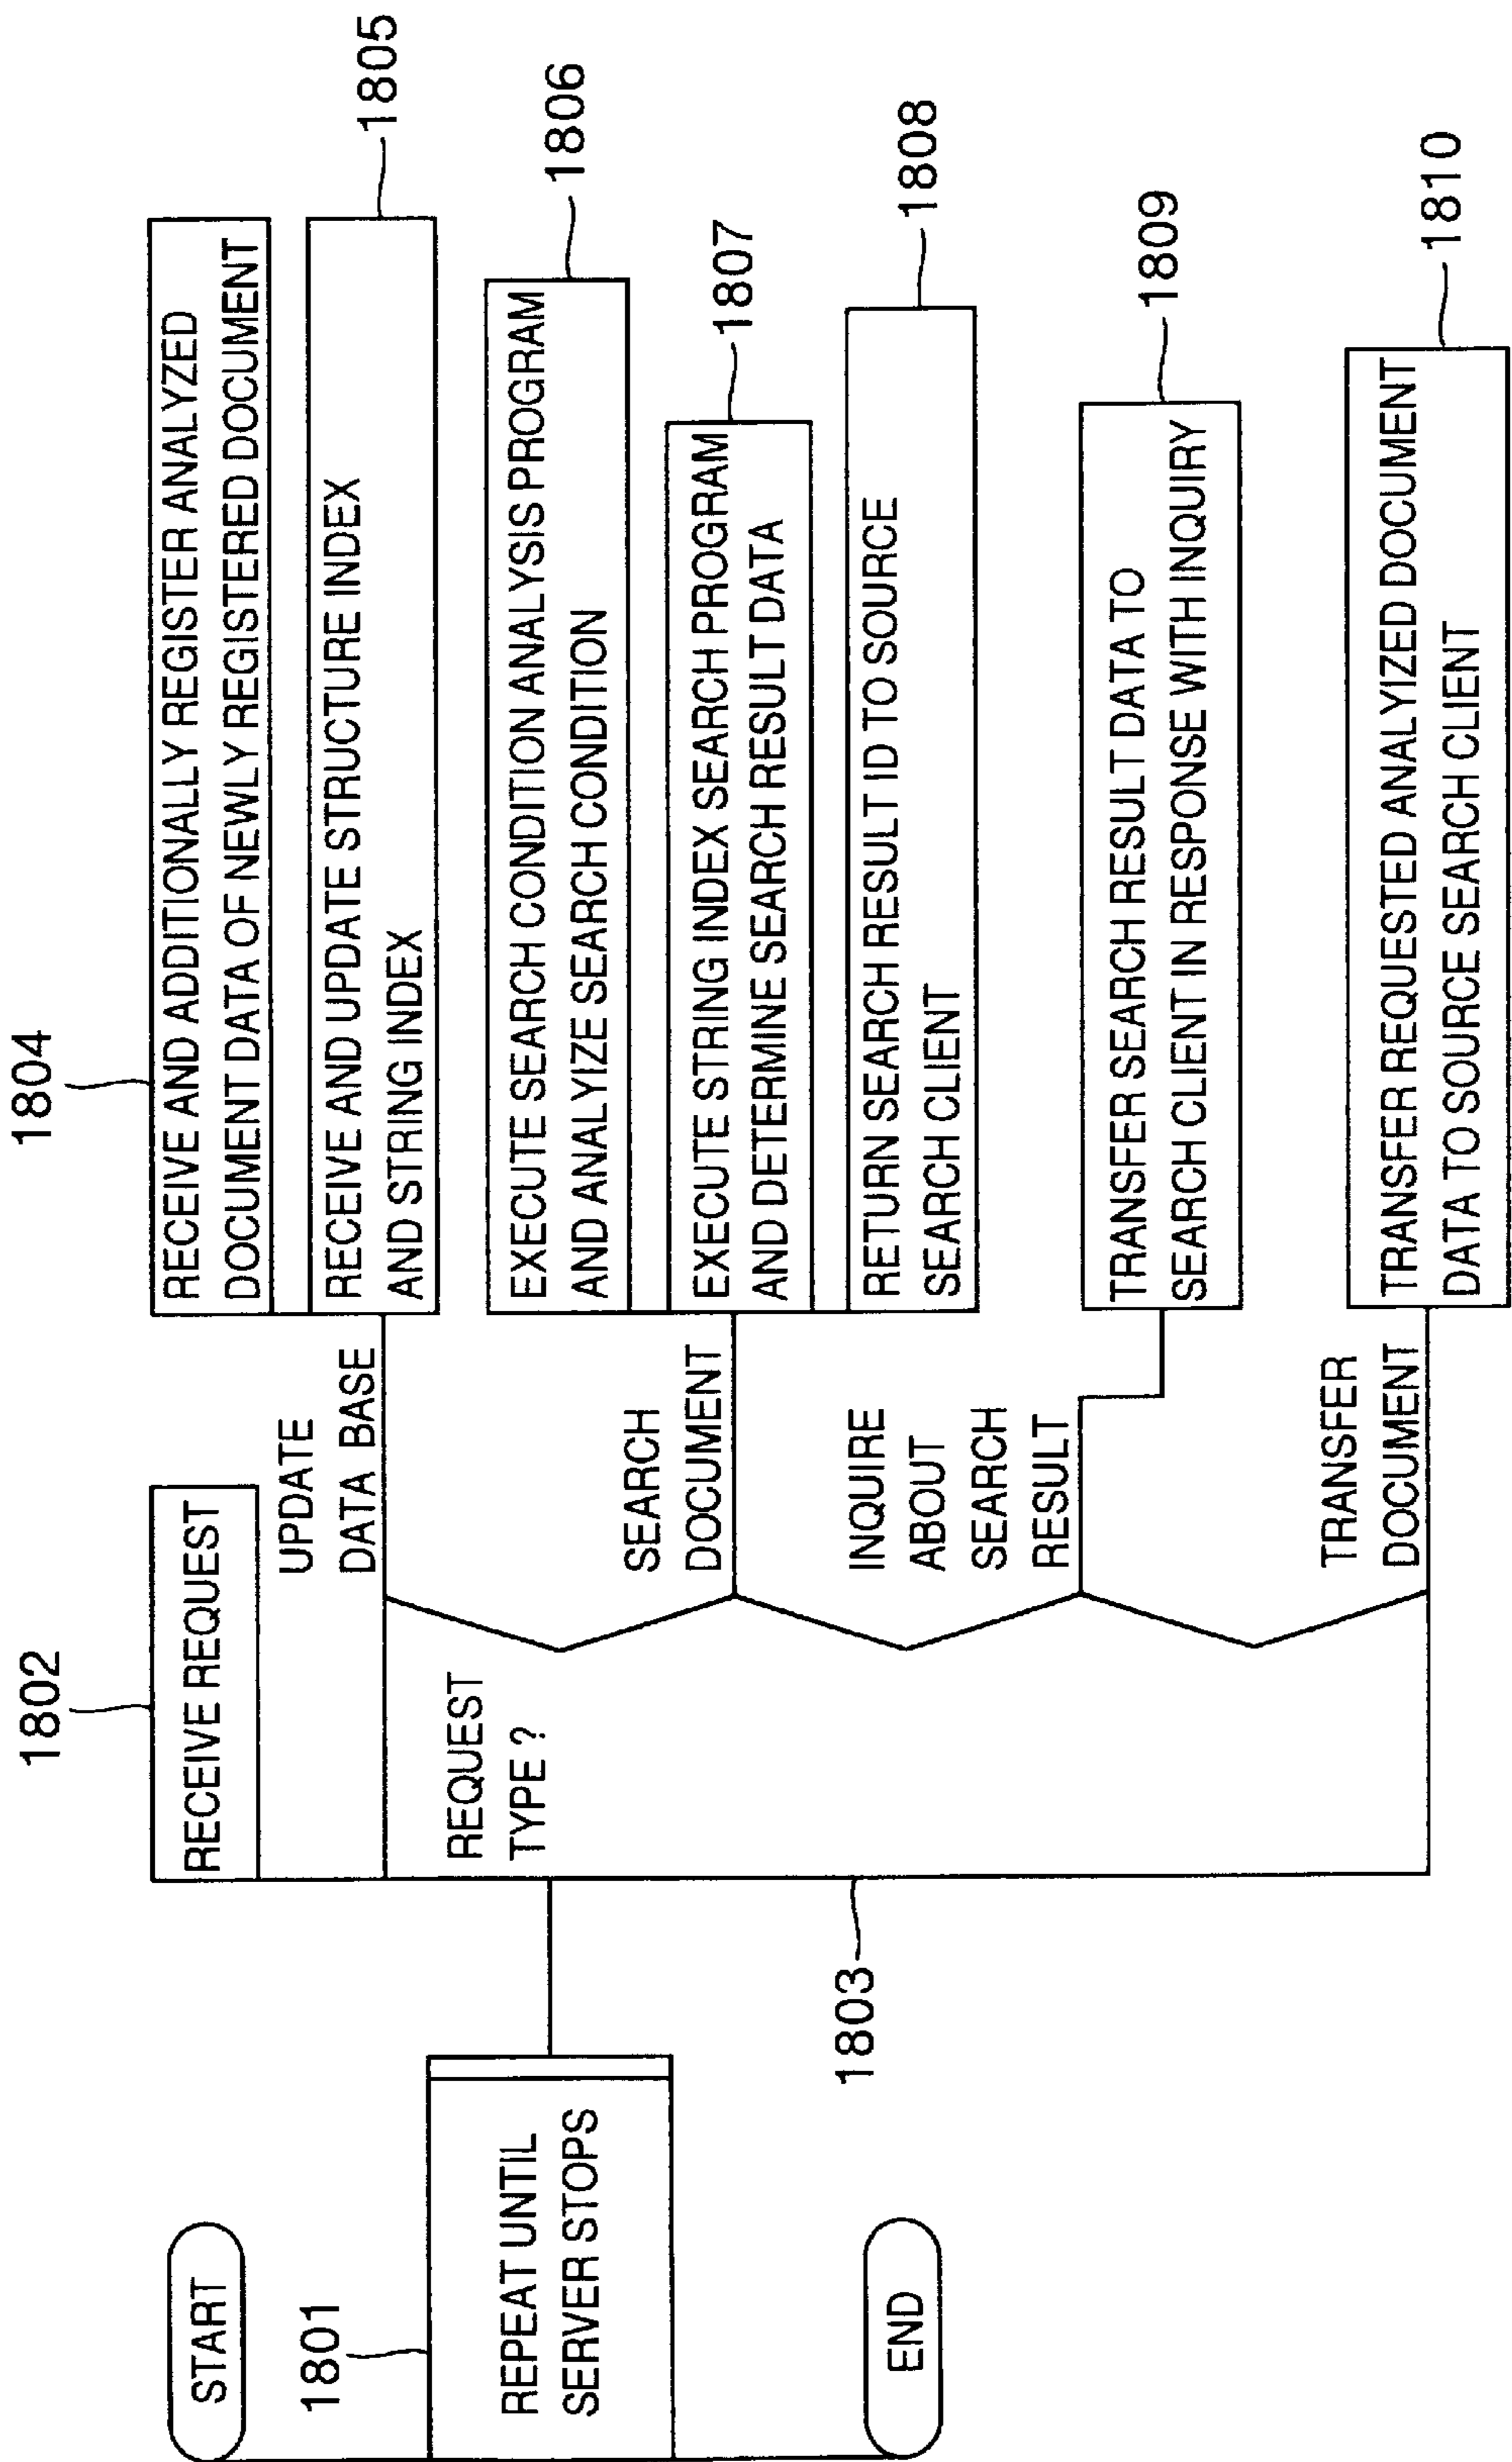 START
1801
REPEAT UNTIL
SERVER STOPS
END
1802
RECEIVE REQUEST
1803
REQUEST
TYPE ?
UPDATE
DATA BASE
1804
RECEIVE AND ADDITIONALLY REGISTER ANALYZED
DOCUMENT DATA OF NEWLY REGISTERED DOCUMENT
RECEIVE AND UPDATE STRUCTURE INDEX
AND STRING INDEX
1805
SEARCH
DOCUMENT
EXECUTE SEARCH CONDITION ANALYSIS PROGRAM
AND ANALYIZE SEARCH CONDITION
1806
EXECUTE STRING INDEX SEARCH PROGRAM
AND DETERMINE SEARCH RESULT DATA
1807
RETURN SEARCH RESULT ID TO SOURCE
SEARCH CLIENT
1808
INQUIRE
ABOUT
SEARCH
RESULT
TRANSFER SEARCH RESULT DATA TO
SEARCH CLIENT IN RESPONSE WITH INQUIRY
1809
TRANSFER
DOCUMENT
TRANSFER REQUESTED ANALYIZED DOCUMENT
DATA TO SOURCE SEARCH CLIENT
1810